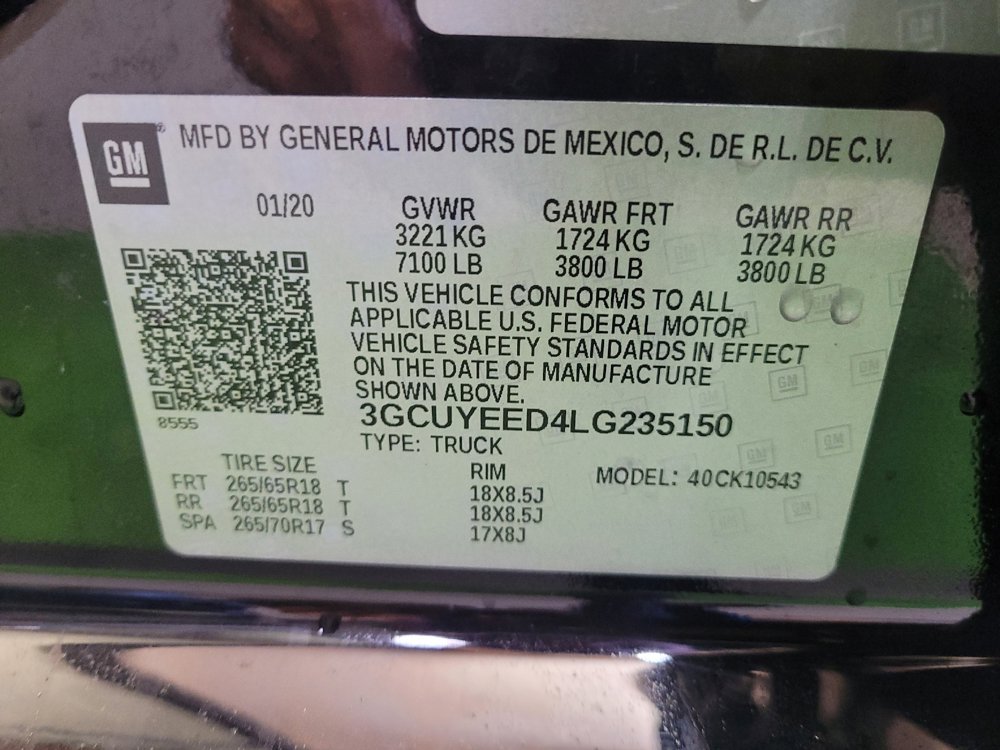 GM
MFD BY GENERAL MOTORS DE MEXICO, S. DE R.L. DE C.V.
01/20 GVWR GAWR FRT GAWR RR
3221 KG 1724 KG 1724 KG
7100 LB 3800 LB 3800 LB
THIS VEHICLE CONFORMS TO ALL
APPLICABLE U.S. FEDERAL MOTOR
VEHICLE SAFETY STANDARDS IN EFFECT
ON THE DATE OF MANUFACTURE
SHOWN ABOVE.
8555
3GCUYEED4LG235150
TYPE: TRUCK
TIRE SIZE RIM MODEL: 40CK10543
FRT 265/65R18 T 18X8.5J
RR 265/65R18 T 18X8.5J
SPA 265/70R17 S 17X8J